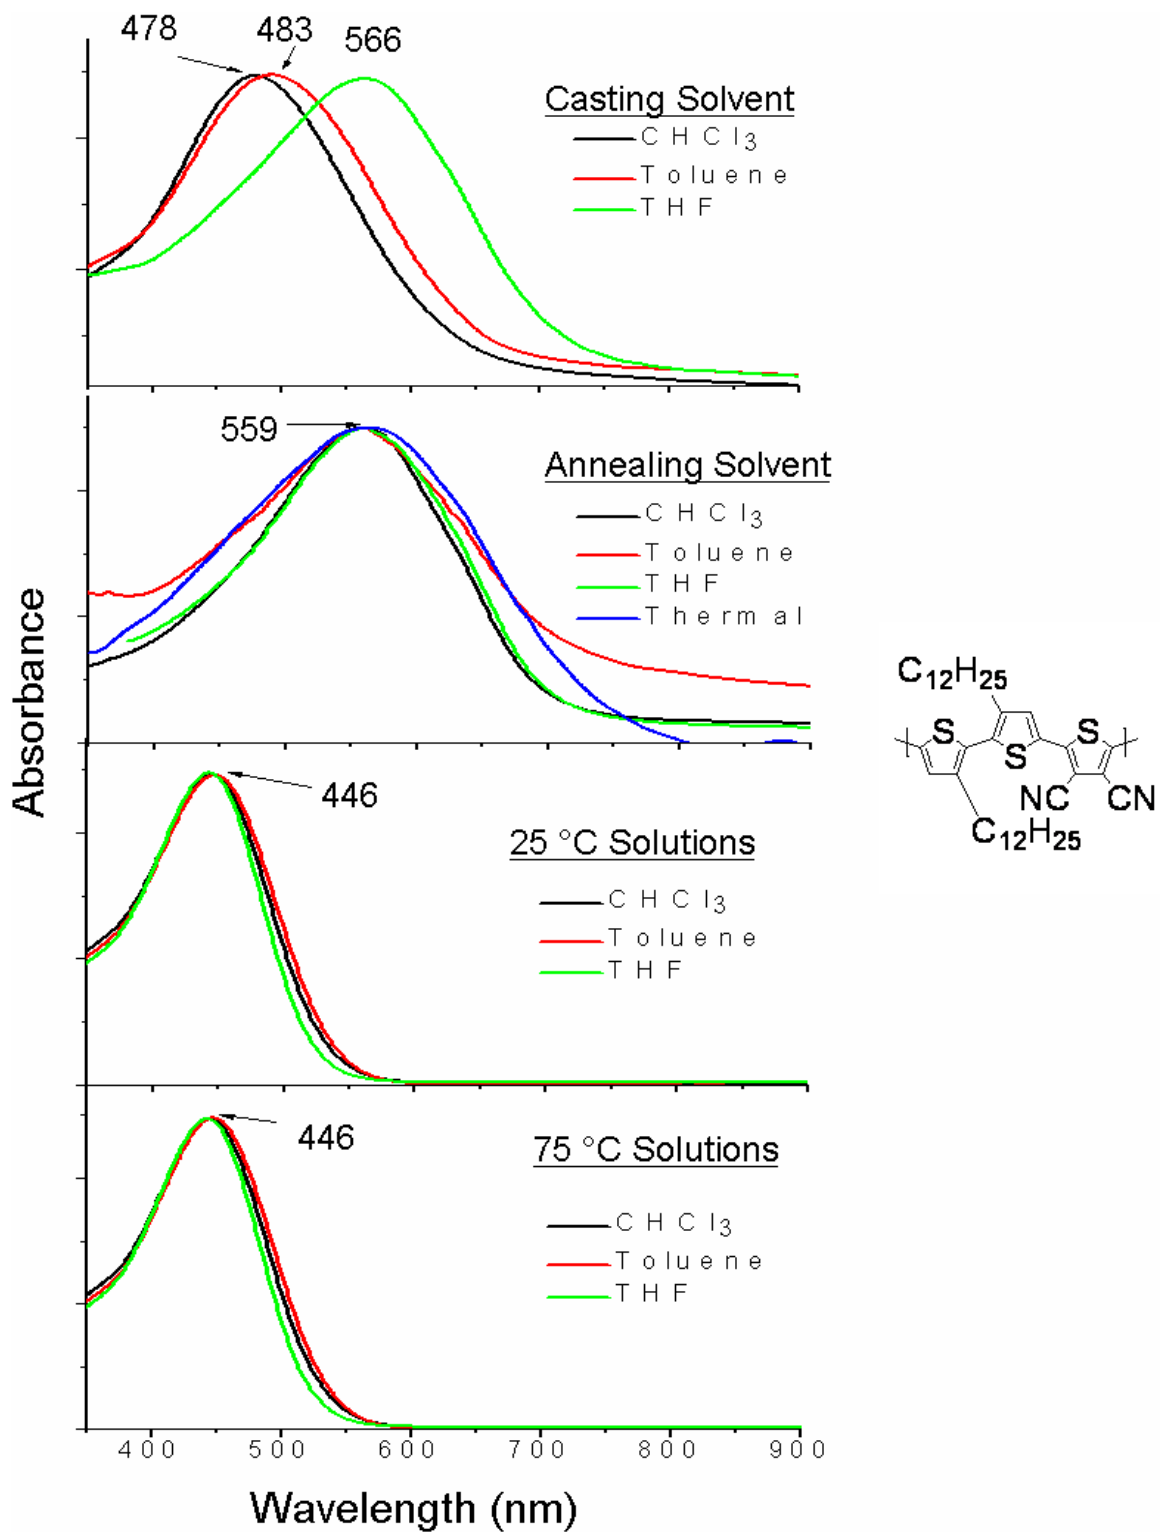 478 483 566
Casting Solvent
CHCl3
Toluene
THF
559
Annealing Solvent
CHCl3
Toluene
THF
Thermal
Absorbance
446
25 °C Solutions
CHCl3
Toluene
THF
446
75 °C Solutions
CHCl3
Toluene
THF
400 500 600 700 800 900
Wavelength (nm)
C12H25
S S S
NC CN
C12H25